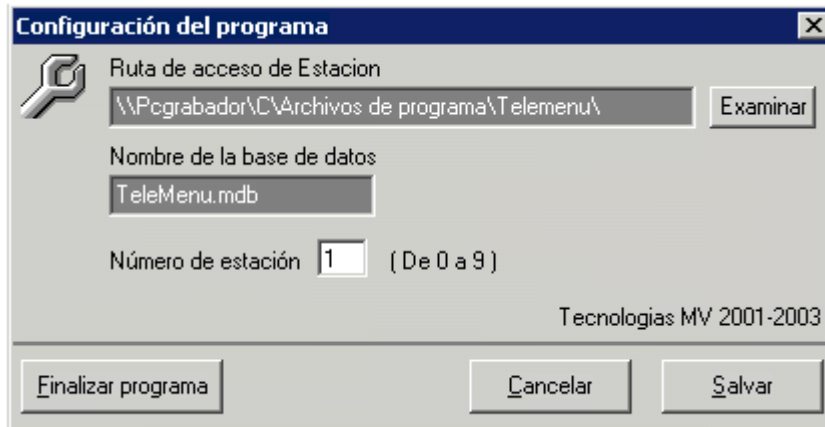 Configuración del programa
Ruta de acceso de Estacion
\\Pcgrabador\C\Archivos de programa\Telemenu\ Examinar
Nombre de la base de datos
TeleMenu.mdb
Número de estación 1 ( De 0 a 9 )
Tecnologias MV 2001-2003
Finalizar programa Cancelar Salvar